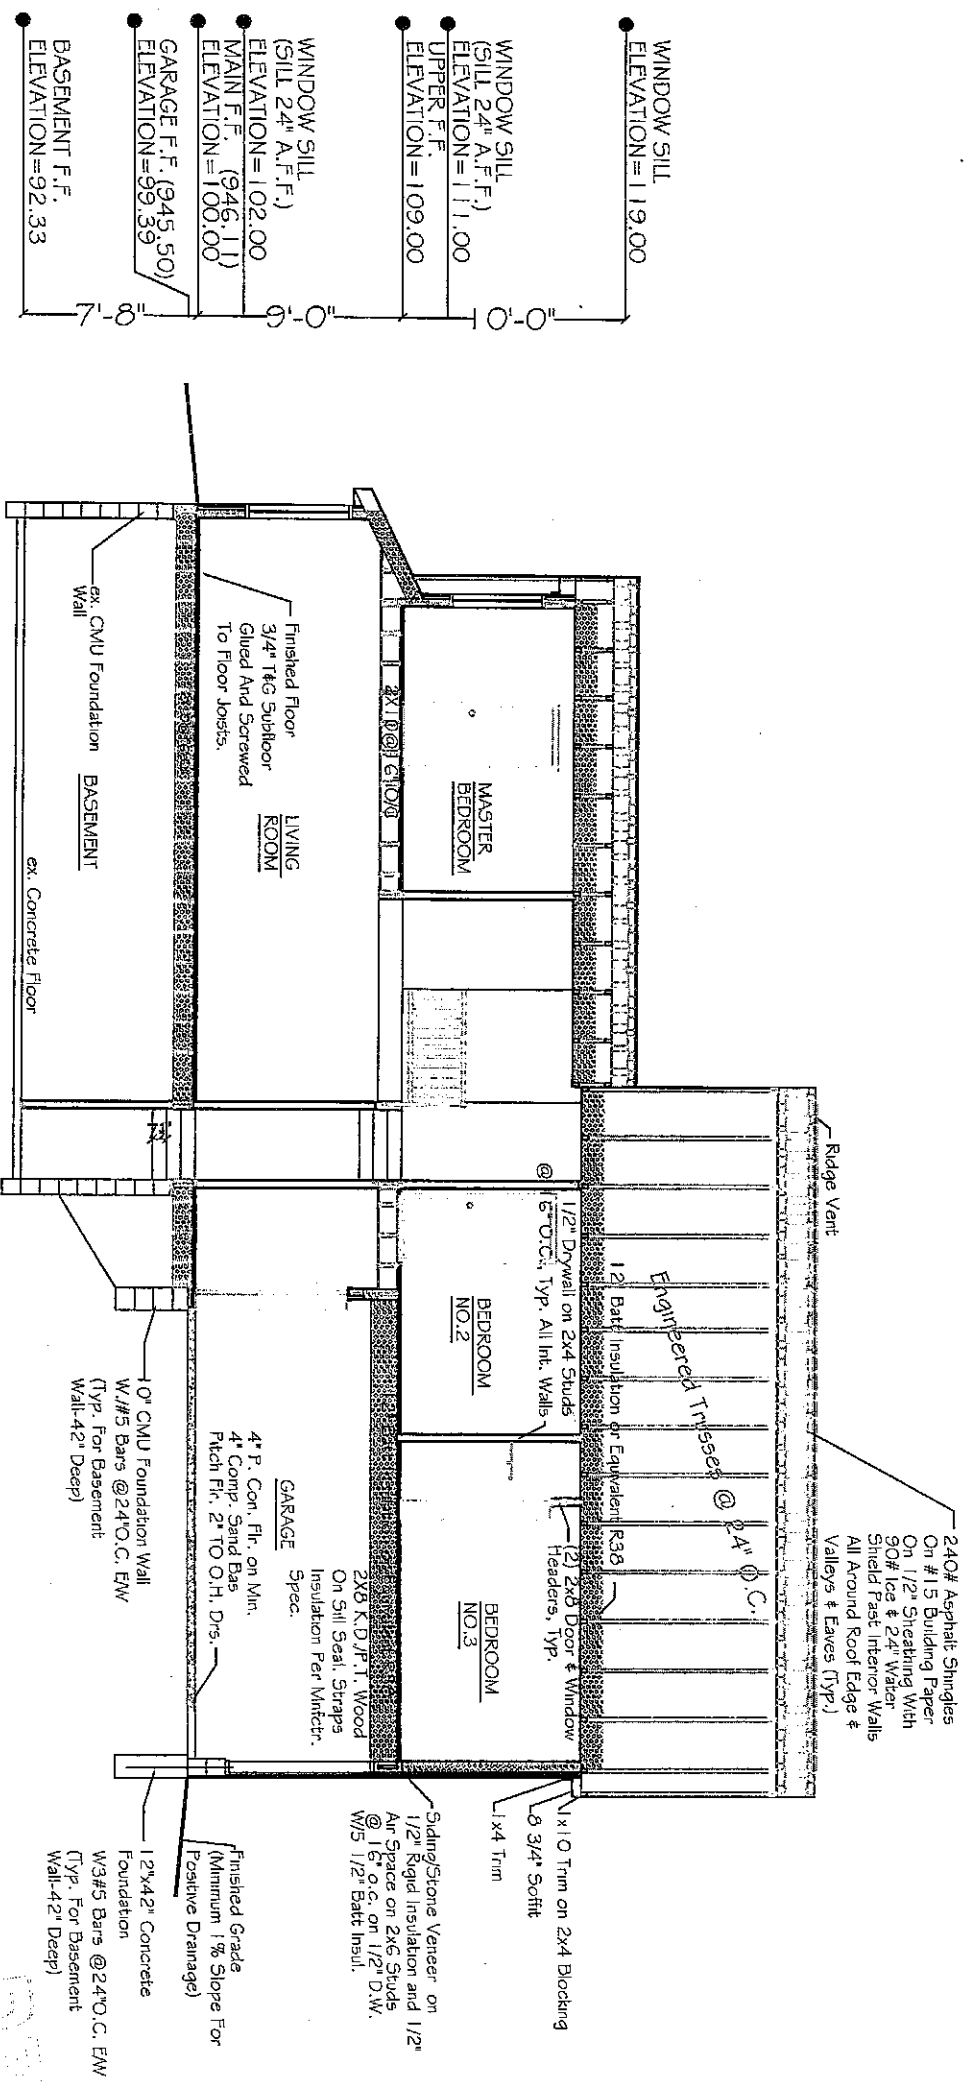 WINDOW SILL
ELEVATION=119.00
WINDOW SILL
(SILL 24" A.F.F.)
ELEVATION=111.00
UPPER F.F.
ELEVATION=109.00
WINDOW SILL
(SILL 24" A.F.F.)
ELEVATION=102.00
MAIN F.F. (946.11)
ELEVATION=100.00
GARAGE F.F. (945.50)
ELEVATION=99.39
BASEMENT F.F.
ELEVATION=92.33
10'-0"
9'-0"
7'-8"
Ridge Vent
240# Asphalt Shingles
On #15 Building Paper
On 1/2" Sheathing With
90# Ice & 24" Water
Shield Past Interior Walls
All Around Roof Edge &
Valleys & Eaves (Typ.)
Engineered Trusses @ 24" O.C.
12" Batt Insulation or Equivalent R38
1/2" Drywall on 2x4 Studs
@ 16" O.C., Typ. All Int. Walls
(2) 2x8 Door & Window
Headers, Typ.
1x10 Trim on 2x4 Blocking
8 3/4" Soffit
1x4 Trim
MASTER
BEDROOM
BEDROOM
NO.2
BEDROOM
NO.3
2X10@16"O/C
Siding/Stone Veneer on
1/2" Rigid Insulation and 1/2"
Air Space on 2x6 Studs
@ 16" o.c. on 1/2" D.W.
W/5 1/2" Batt Insul.
Finished Floor
3/4" T&G Subfloor
Glued And Screwed
To Floor Joists.
LIVING
ROOM
GARAGE
4" P. Con. Flr. on Min.
4" Comp. Sand Bas
Pitch Flr. 2" TO O.H. Drs.
2X8 K.D./P.T. Wood
On Sill Seal. Straps
Insulation Per Mnfctr.
Spec.
Finished Grade
(Minimum 1% Slope For
Positive Drainage)
ex. CMU Foundation
Wall
BASEMENT
ex. Concrete Floor
10" CMU Foundation Wall
W/#5 Bars @24"O.C. E/W
(Typ. For Basement
Wall-42" Deep)
12"x42" Concrete
Foundation
W3#5 Bars @24"O.C. E/W
(Typ. For Basement
Wall-42" Deep)